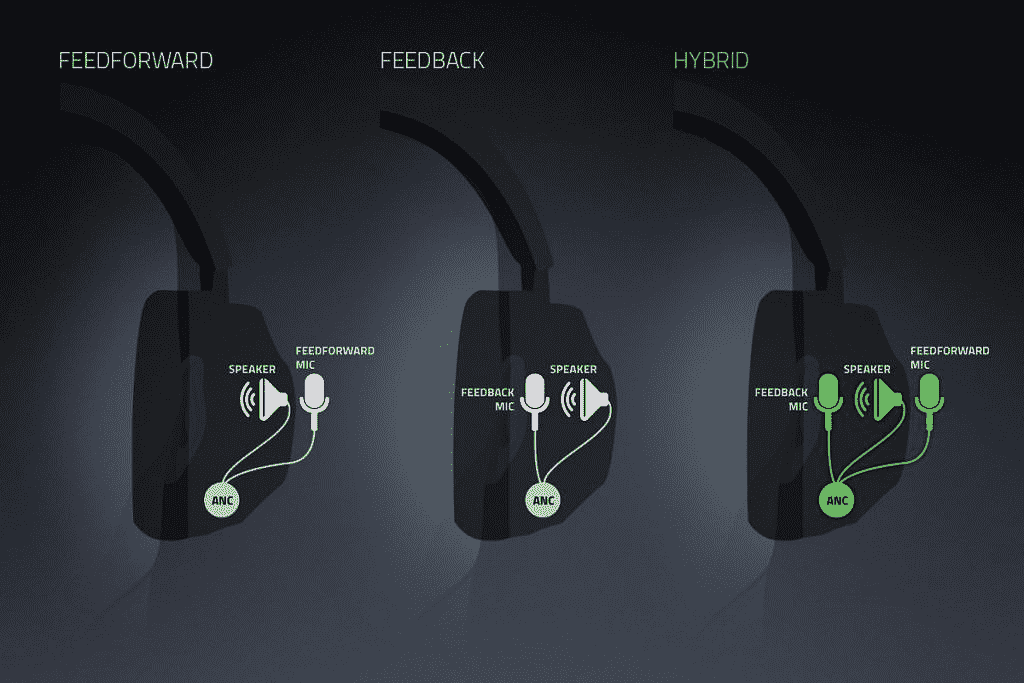 FEEDFORWARD
SPEAKER
FEEDFORWARD
MIC
ANC
FEEDBACK
FEEDBACK
MIC
SPEAKER
ANC
HYBRID
FEEDBACK
MIC
SPEAKER
FEEDFORWARD
MIC
ANC